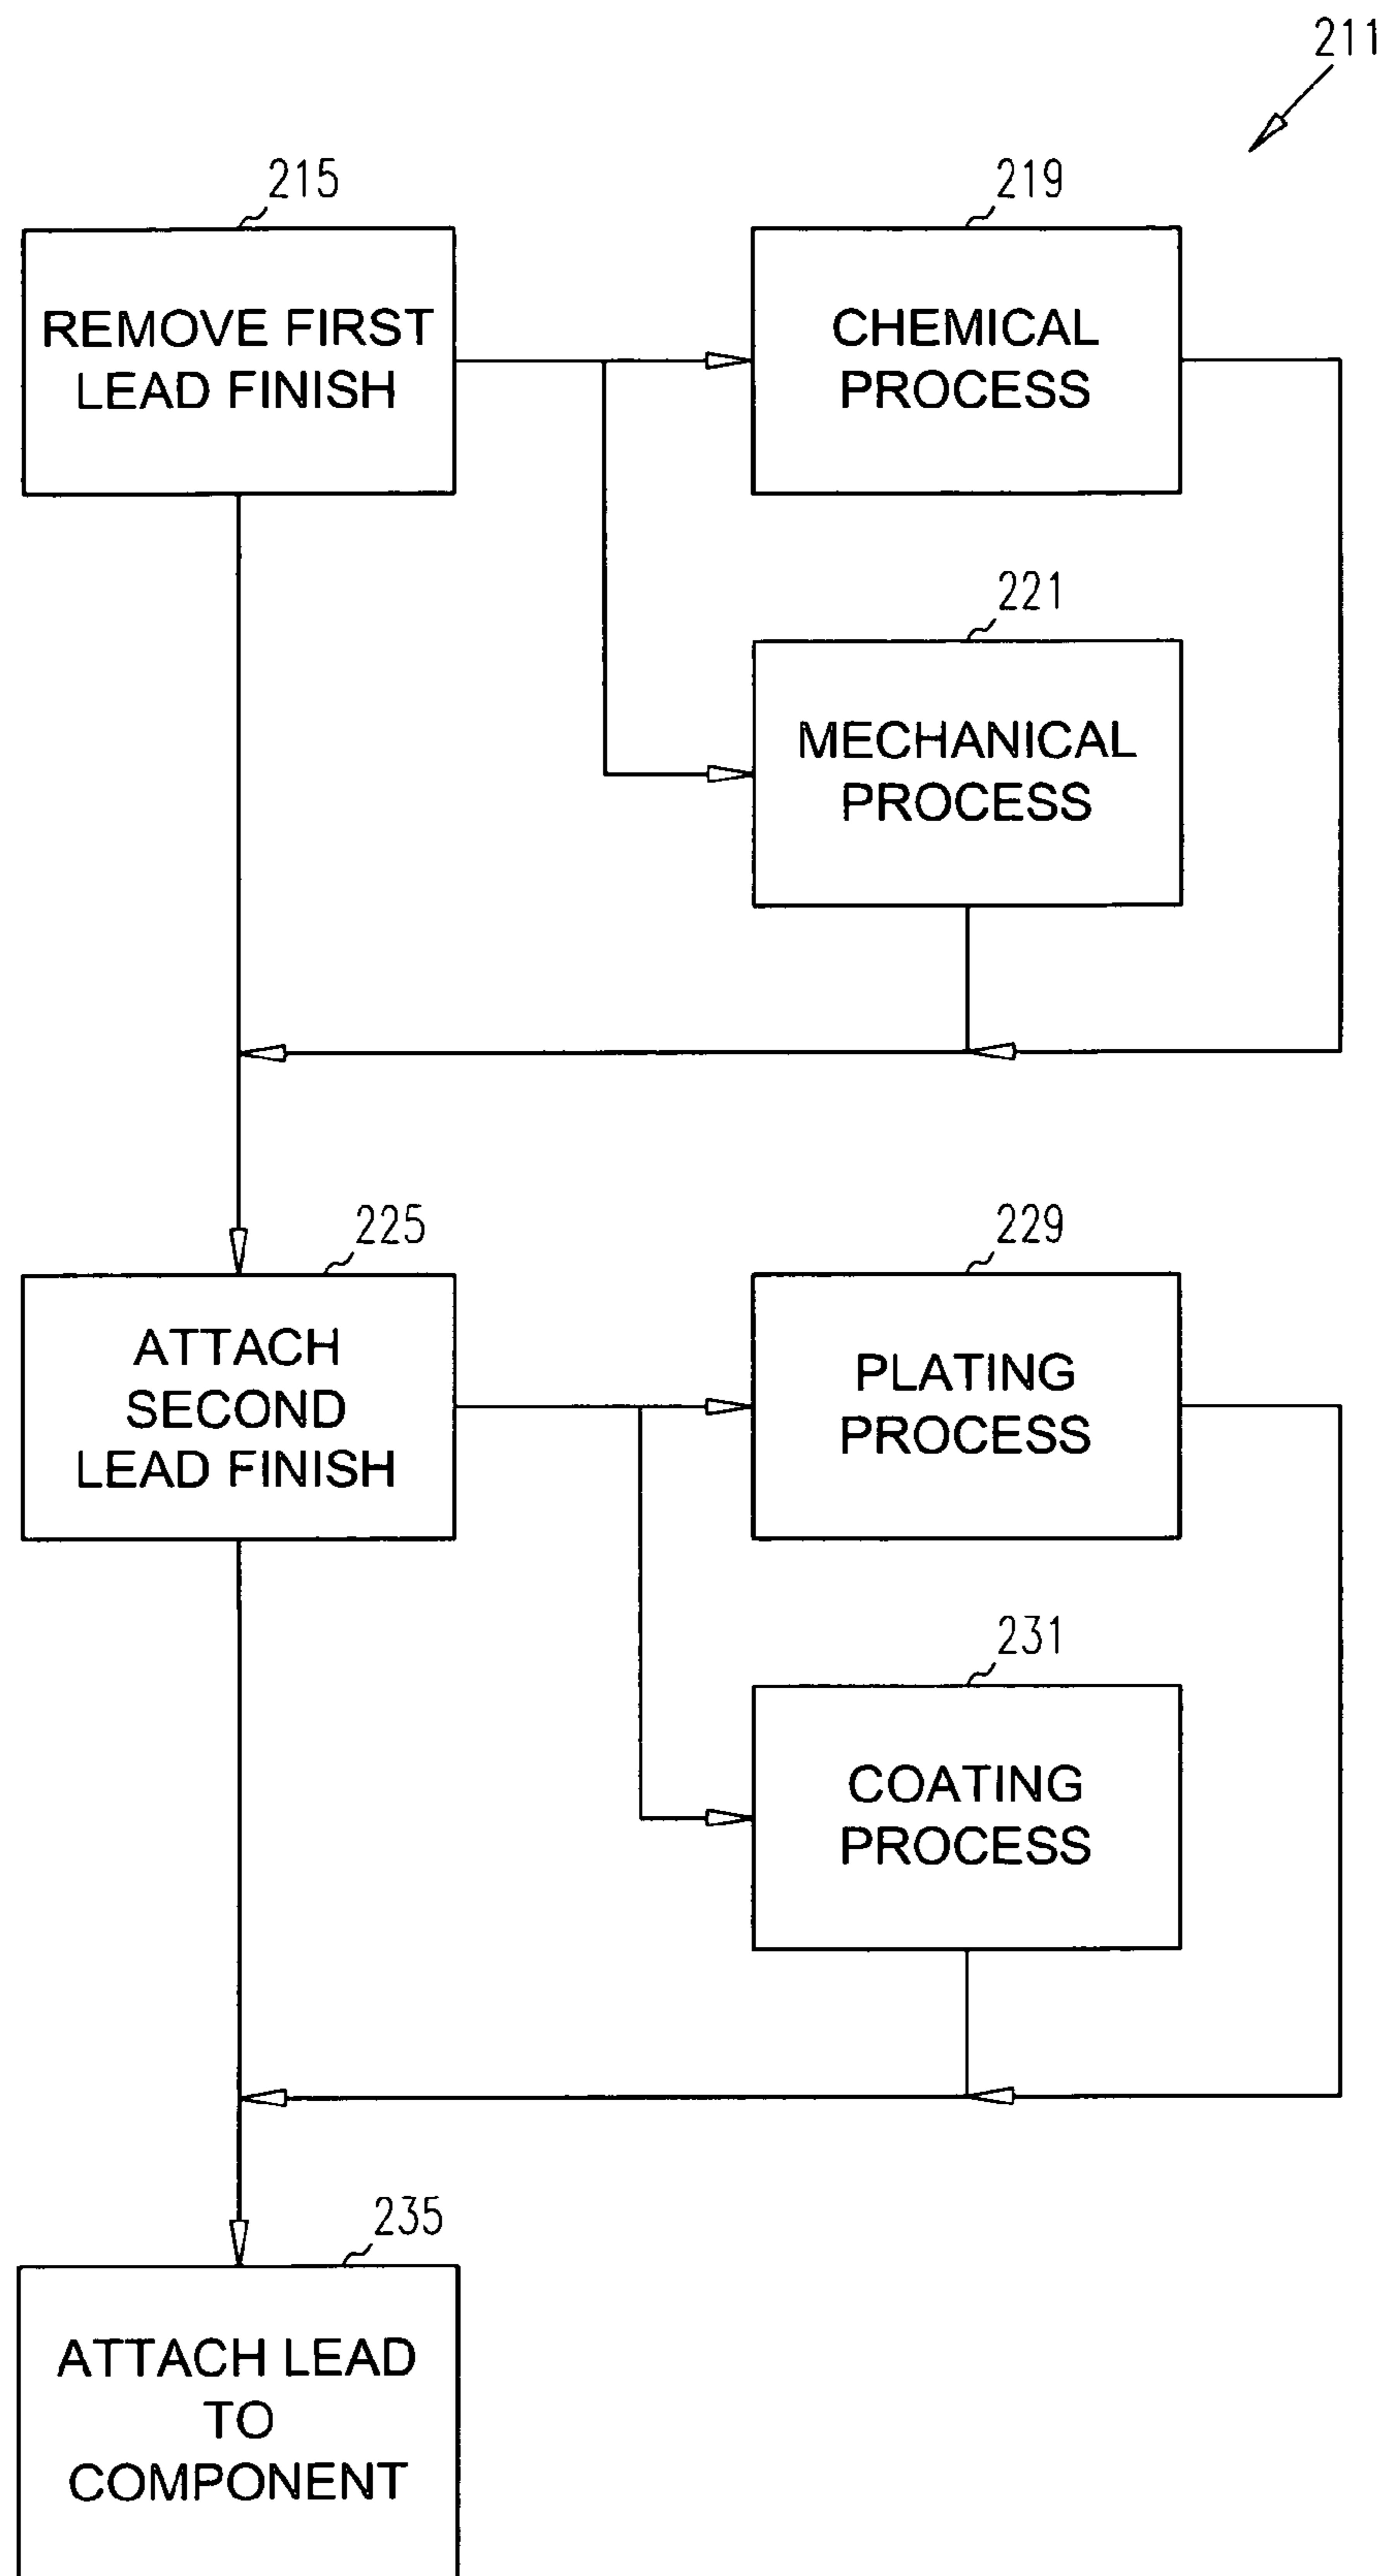 211
215
REMOVE FIRST
LEAD FINISH
219
CHEMICAL
PROCESS
221
MECHANICAL
PROCESS
225
ATTACH
SECOND
LEAD FINISH
229
PLATING
PROCESS
231
COATING
PROCESS
235
ATTACH LEAD
TO
COMPONENT